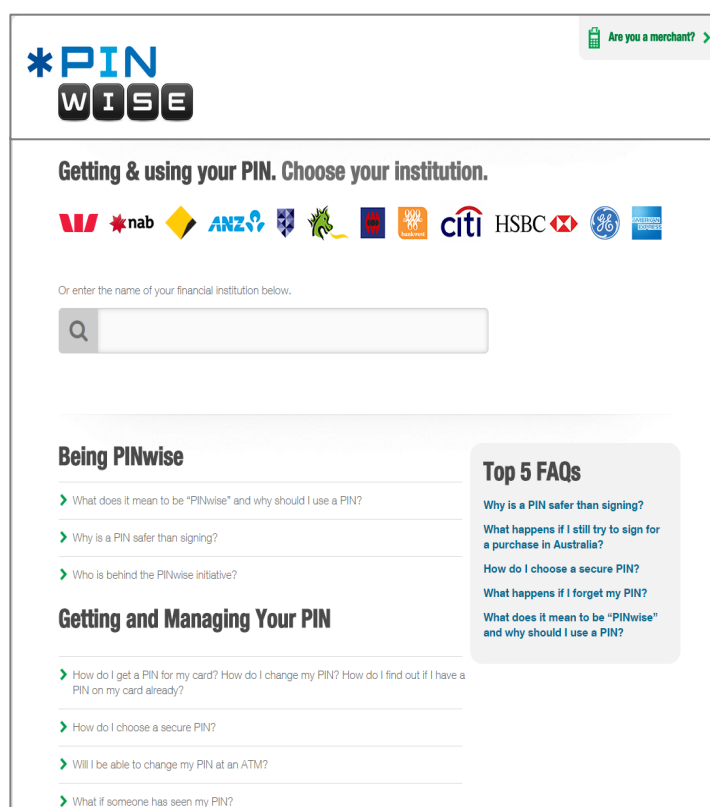 Are you a merchant?
*PIN
WISE
Getting & using your PIN. Choose your institution.
nab
ANZ
bankwest
citi
HSBC
AMERICAN
EXPRESS
Or enter the name of your financial institution below.
Being PINwise
What does it mean to be “PINwise” and why should I use a PIN?
Why is a PIN safer than signing?
Who is behind the PINwise initiative?
Getting and Managing Your PIN
How do I get a PIN for my card? How do I change my PIN? How do I find out if I have a
PIN on my card already?
How do I choose a secure PIN?
Will I be able to change my PIN at an ATM?
What if someone has seen my PIN?
Top 5 FAQs
Why is a PIN safer than signing?
What happens if I still try to sign for
a purchase in Australia?
How do I choose a secure PIN?
What happens if I forget my PIN?
What does it mean to be “PINwise”
and why should I use a PIN?